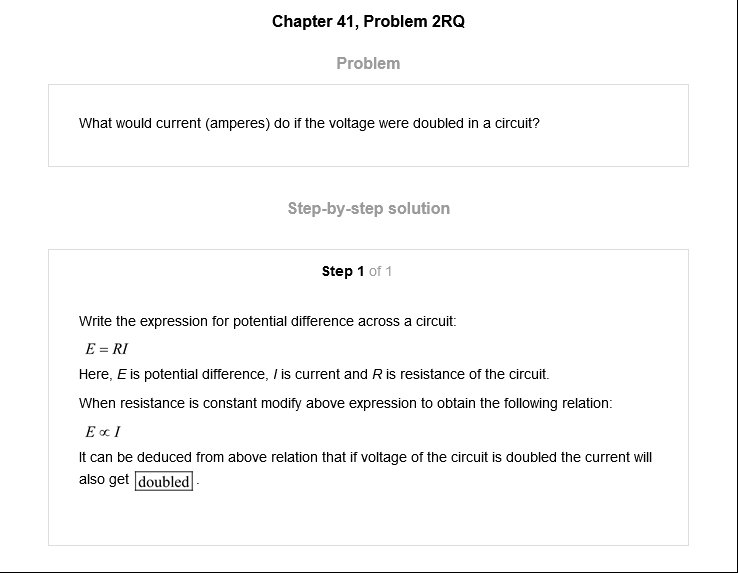 Chapter 41, Problem 2RQ
Problem
What would current (amperes) do if the voltage were doubled in a circuit?
Step-by-step solution
Step 1 of 1
Write the expression for potential difference across a circuit:
E = RI
Here, E is potential difference, I is current and R is resistance of the circuit.
When resistance is constant modify above expression to obtain the following relation:
E ∝ I
It can be deduced from above relation that if voltage of the circuit is doubled the current will
also get doubled .